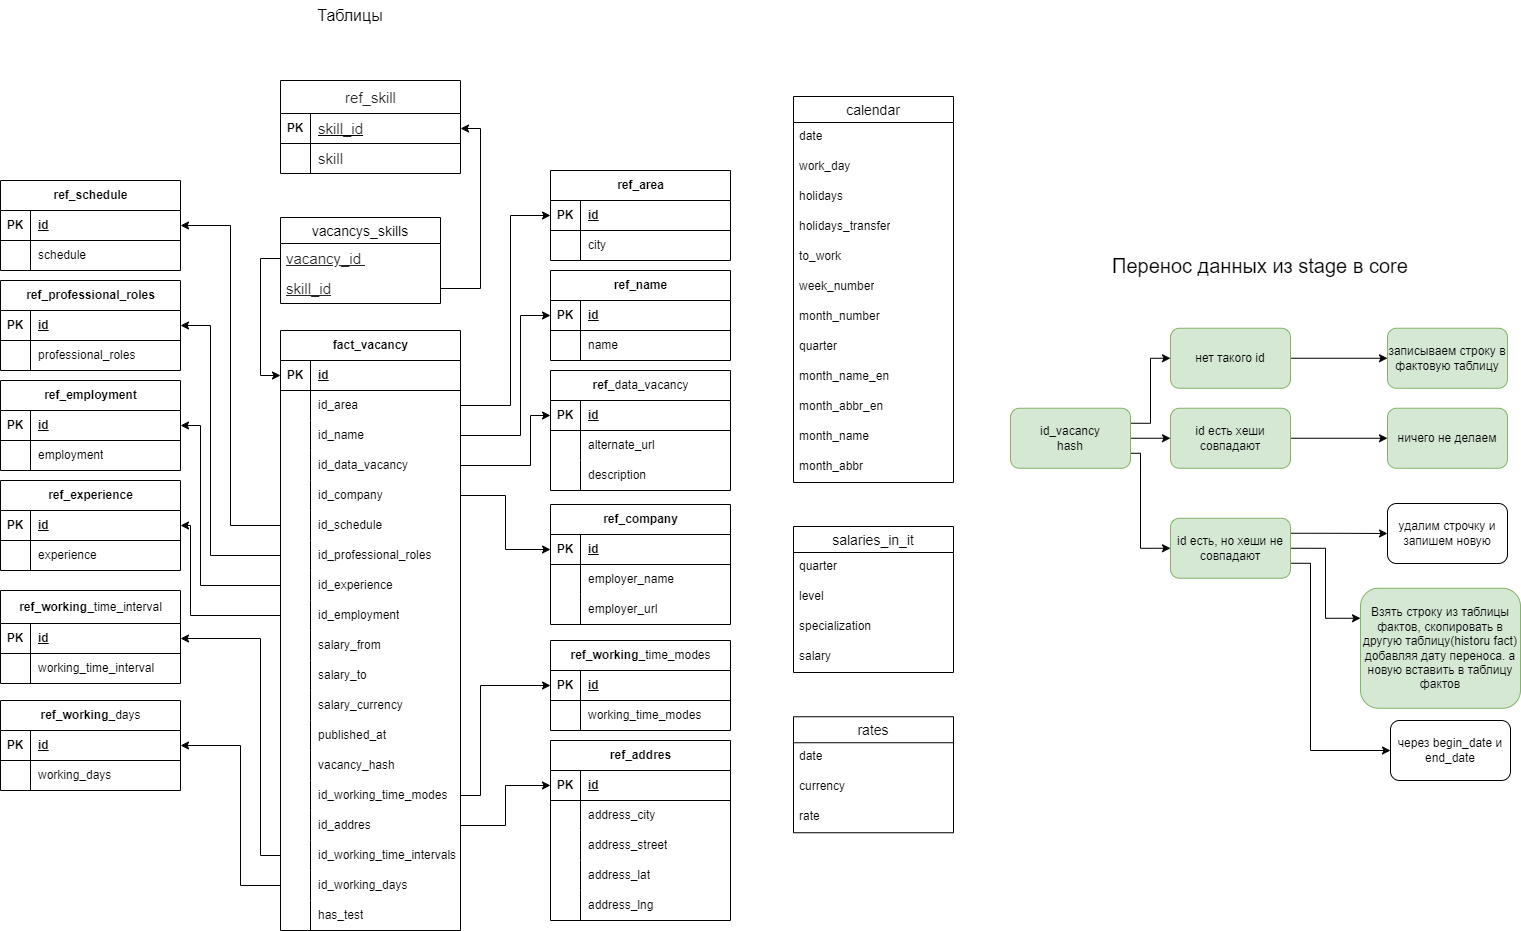 Таблицы
ref_skill
PK skill_id
skill
vacancys_skills
vacancy_id
skill_id
ref_schedule
PK id
schedule
ref_professional_roles
PK id
professional_roles
ref_employment
PK id
employment
ref_experience
PK id
experience
ref_working_time_interval
PK id
working_time_interval
ref_working_days
PK id
working_days
fact_vacancy
PK id
id_area
id_name
id_data_vacancy
id_company
id_schedule
id_professional_roles
id_experience
id_employment
salary_from
salary_to
salary_currency
published_at
vacancy_hash
id_working_time_modes
id_addres
id_working_time_intervals
id_working_days
has_test
ref_area
PK id
city
ref_name
PK id
name
ref_data_vacancy
PK id
alternate_url
description
ref_company
PK id
employer_name
employer_url
ref_working_time_modes
PK id
working_time_modes
ref_addres
PK id
address_city
address_street
address_lat
address_lng
calendar
date
work_day
holidays
holidays_transfer
to_work
week_number
month_number
quarter
month_name_en
month_abbr_en
month_name
month_abbr
salaries_in_it
quarter
level
specialization
salary
rates
date
currency
rate
Перенос данных из stage в core
id_vacancy
hash
нет такого id
записываем строку в
фактовую таблицу
id есть хеши
совпадают
ничего не делаем
id есть, но хеши не
совпадают
удалим строчку и
запишем новую
Взять строку из таблицы
фактов, скопировать в
другую таблицу(historu fact)
добавляя дату переноса. а
новую вставить в таблицу
фактов
через begin_date и
end_date